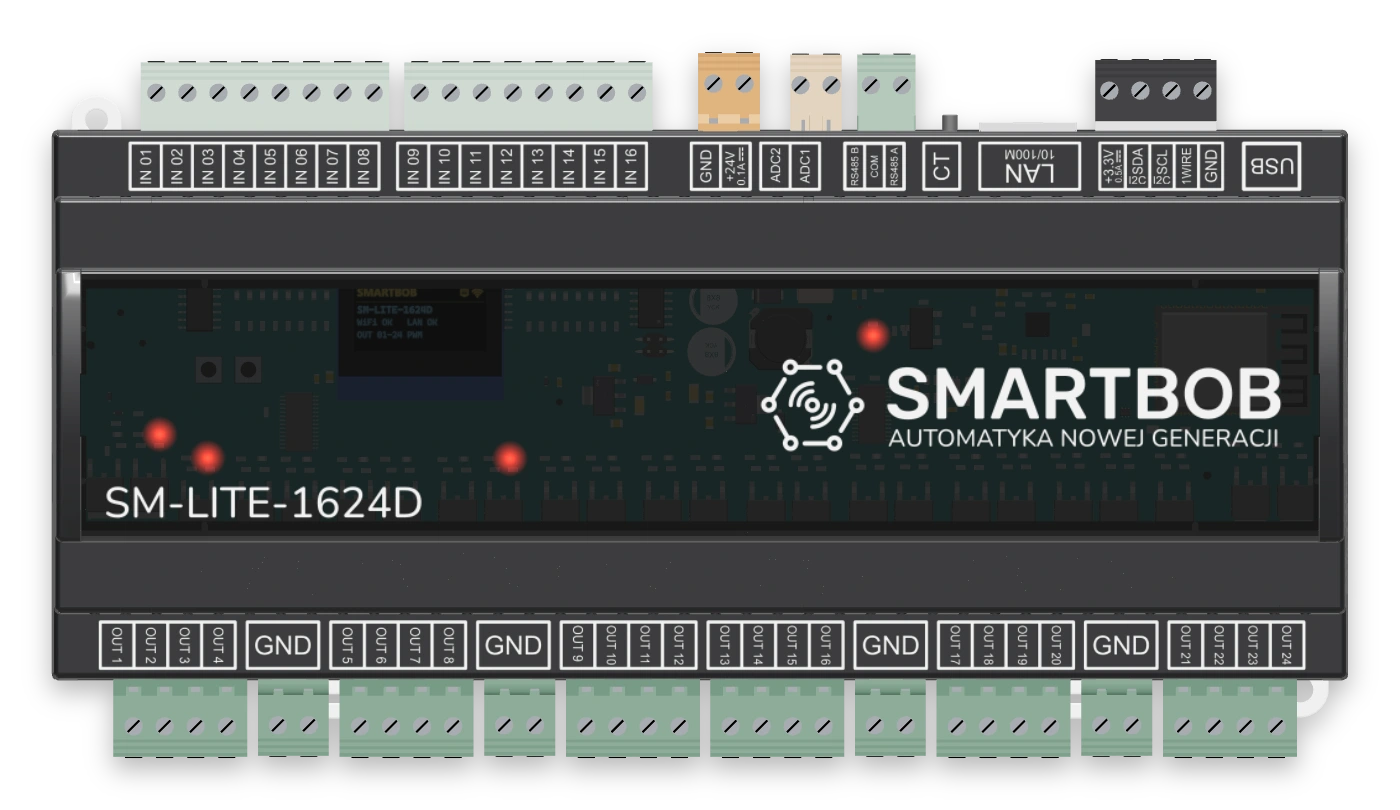 IN 01
IN 02
IN 03
IN 04
IN 05
IN 06
IN 07
IN 08
IN 09
IN 10
IN 11
IN 12
IN 13
IN 14
IN 15
IN 16
GND
+24V
0.1A
ADC2
ADC1
RS485 B
COM
RS485 A
CT
LAN
10/100M
+3.3V
0.5A
I2C SDA
I2C SCL
1WIRE
GND
USB
SMARTBOB
SM-LITE-1624D
WiFi OK LAN OK
OUT 01-24 PWM
SMARTBOB
AUTOMATYKA NOWEJ GENERACJI
SM-LITE-1624D
OUT 1
OUT 2
OUT 3
OUT 4
GND
OUT 5
OUT 6
OUT 7
OUT 8
GND
OUT 9
OUT 10
OUT 11
OUT 12
OUT 13
OUT 14
OUT 15
OUT 16
GND
OUT 17
OUT 18
OUT 19
OUT 20
GND
OUT 21
OUT 22
OUT 23
OUT 24